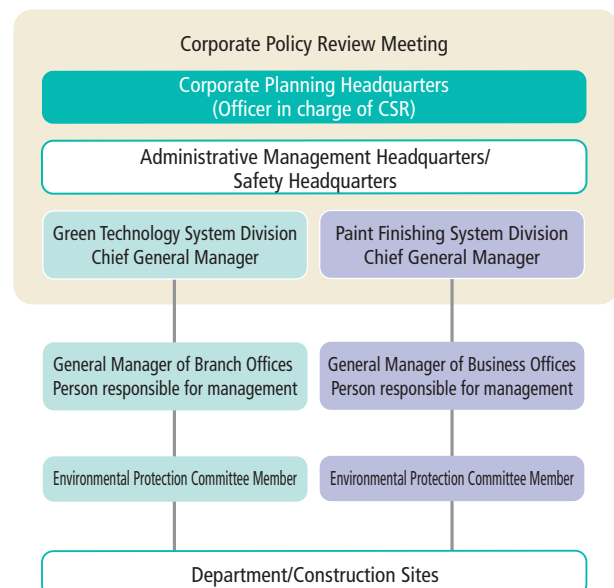 Corporate Policy Review Meeting
Corporate Planning Headquarters
(Officer in charge of CSR)
Administrative Management Headquarters/
Safety Headquarters
Green Technology System Division
Chief General Manager
Paint Finishing System Division
Chief General Manager
General Manager of Branch Offices
Person responsible for management
General Manager of Business Offices
Person responsible for management
Environmental Protection Committee Member
Environmental Protection Committee Member
Department/Construction Sites